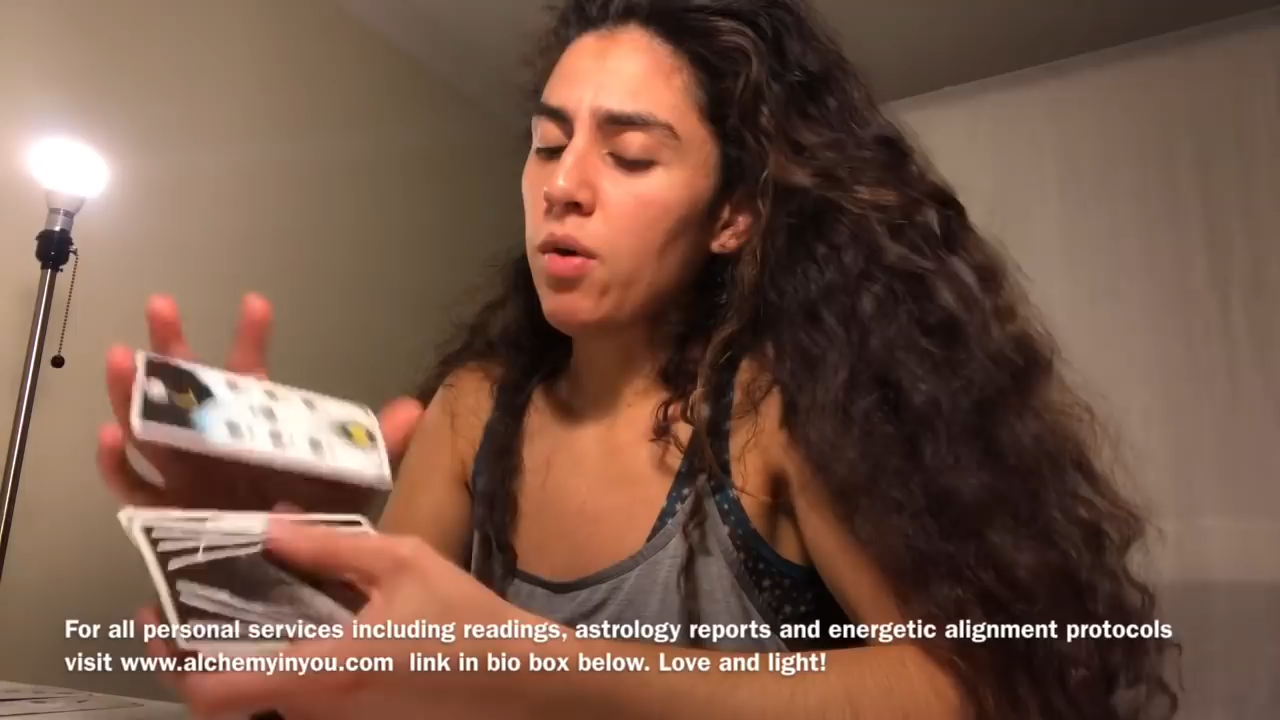 For all personal services including readings, astrology reports and energetic alignment protocols
visit www.alchemyinyou.com link in bio box below. Love and light!